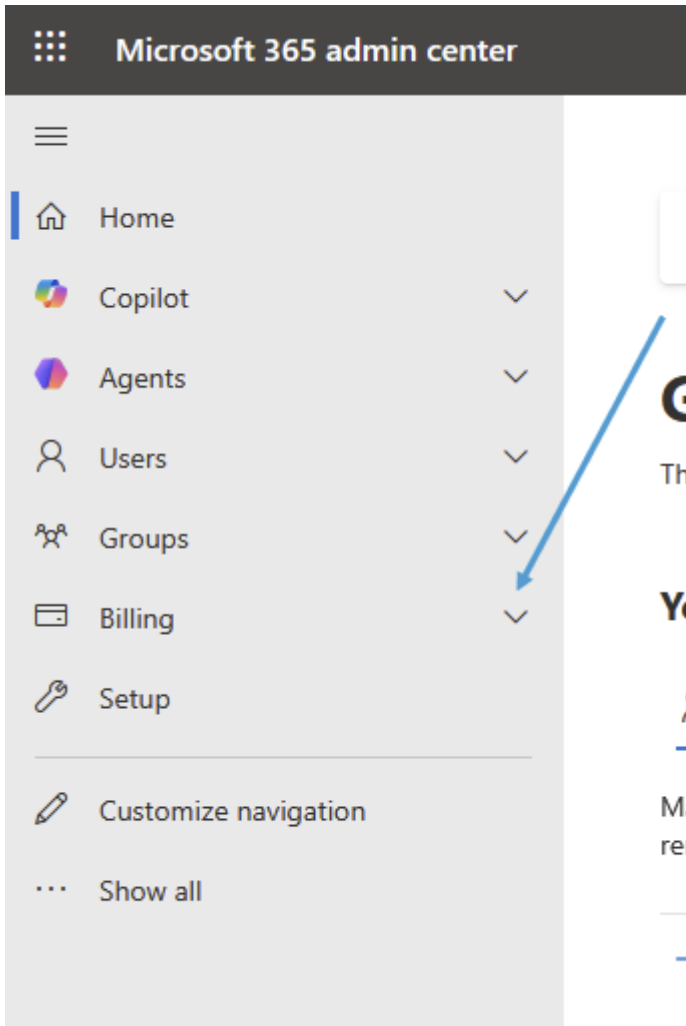 Microsoft 365 admin center
Home
Copilot
Agents
Users
Groups
Billing
Setup
Customize navigation
Show all